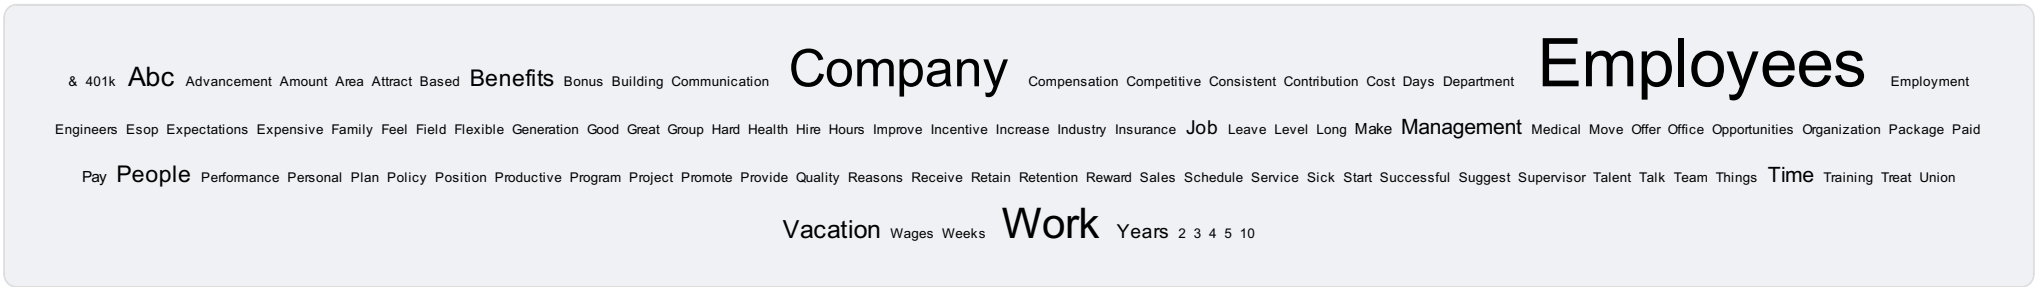 & 401k Abc Advancement Amount Area Attract Based Benefits Bonus Building Communication Company Compensation Competitive Consistent Contribution Cost Days Department Employees Employment
Engineers Esop Expectations Expensive Family Feel Field Flexible Generation Good Great Group Hard Health Hire Hours Improve Incentive Increase Industry Insurance Job Leave Level Long Make Management Medical Move Offer Office Opportunities Organization Package Paid
Pay People Performance Personal Plan Policy Position Productive Program Project Promote Provide Quality Reasons Receive Retain Retention Reward Sales Schedule Service Sick Start Successful Suggest Supervisor Talent Talk Team Things Time Training Treat Union
Vacation Wages Weeks Work Years 2 3 4 5 10